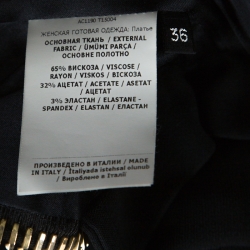 AC1190 T16004
ЖЕНСКАЯ ГОТОВАЯ ОДЕЖДА: Платье
ОСНОВНАЯ ТКАНЬ / EXTERNAL
FABRIC / ÜMÜMI PARÇA /
ОСНОВНЕ ПОЛОТНО
65% ВИСКОЗА / VISCOSE /
RAYON / VISKOS / ВІСКОЗА
32% АЦЕТАТ / ACETATE / ASETAT /
АЦЕТАТ
3% ЭЛАСТАН / ELASTANE -
SPANDEX / ELASTAN / ЕЛАСТАН
ПРОИЗВЕДЕНО В ИТАЛИИ / MADE
IN ITALY / İtaliyada istehsal olunub
/ Вироблено в Італії
36